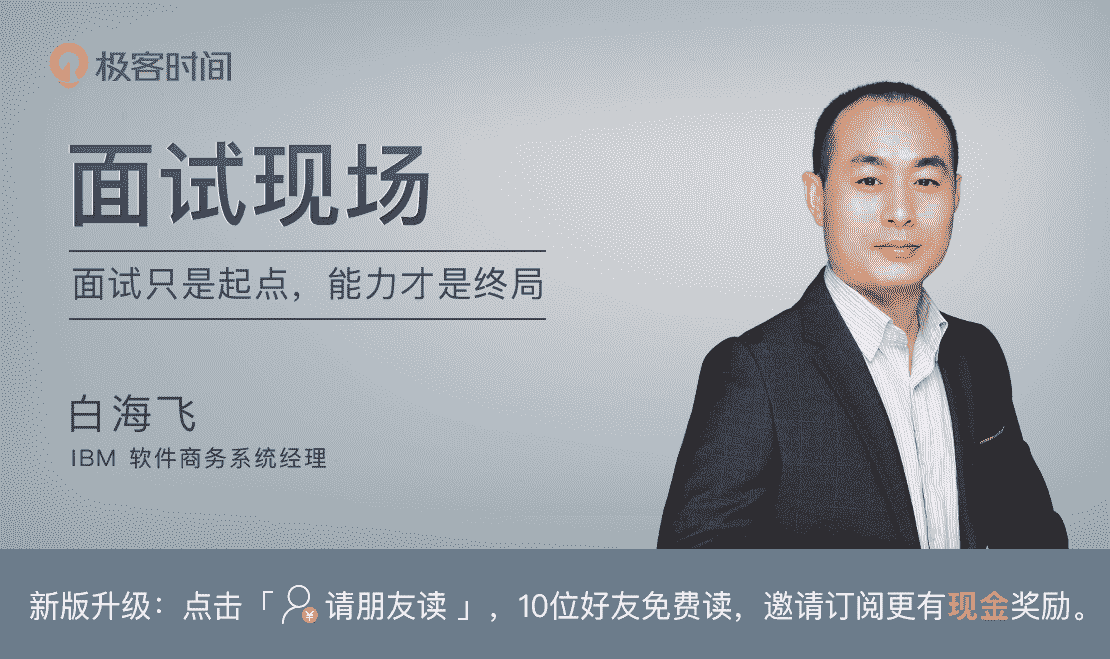 极客时间
面试现场
面试只是起点，能力才是终局
白海飞
IBM 软件商务系统经理
新版升级：点击「 请朋友读 」，10位好友免费读，邀请订阅更有现金奖励。